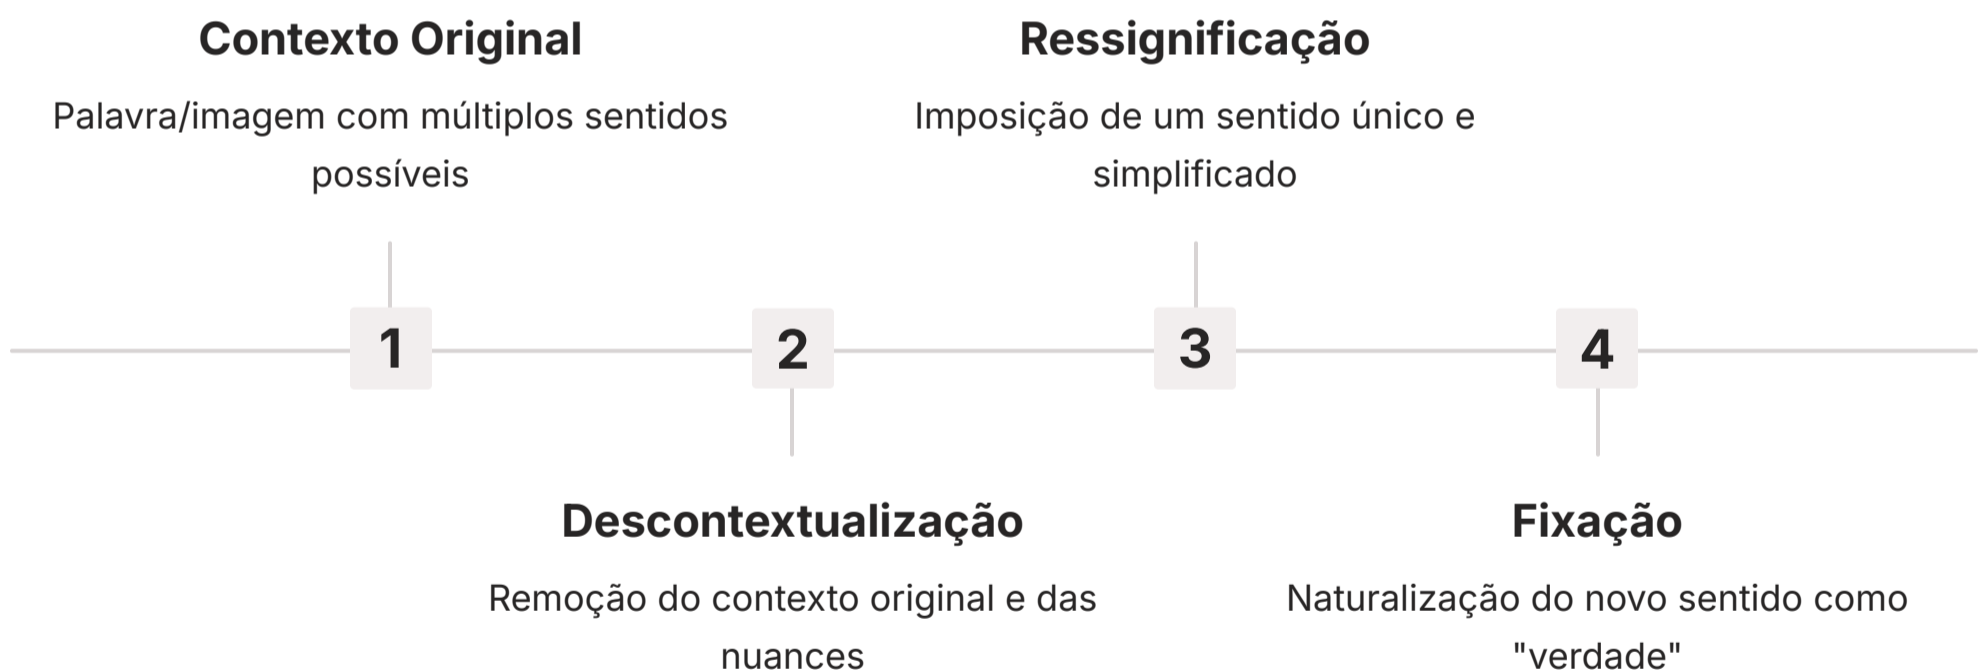 Contexto Original
Palavra/imagem com múltiplos sentidos
possíveis
Ressignificação
Imposição de um sentido único e
simplificado
1
2
3
4
Descontextualização
Remoção do contexto original e das
nuances
Fixação
Naturalização do novo sentido como
"verdade"